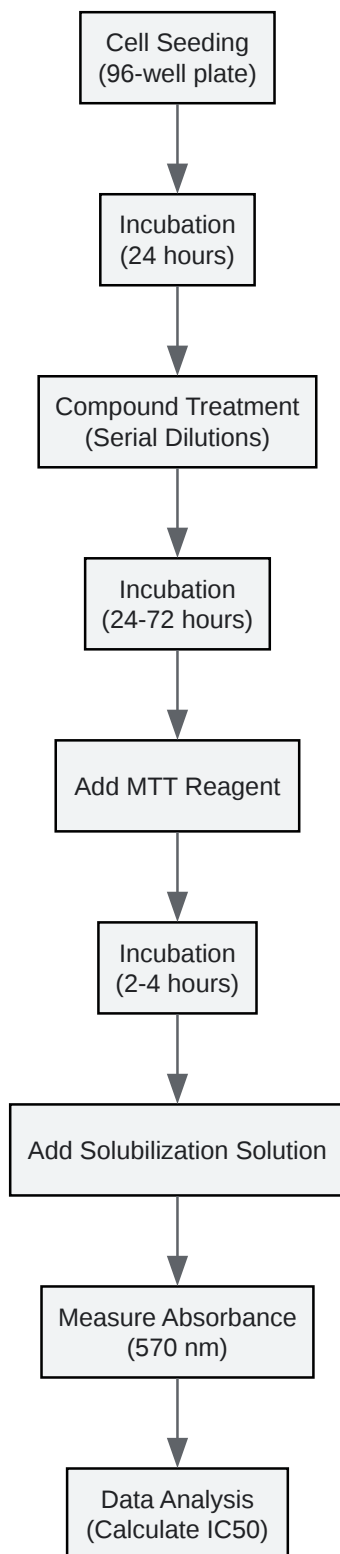 Cell Seeding
(96-well plate)
Incubation
(24 hours)
Compound Treatment
(Serial Dilutions)
Incubation
(24-72 hours)
Add MTT Reagent
Incubation
(2-4 hours)
Add Solubilization Solution
Measure Absorbance
(570 nm)
Data Analysis
(Calculate IC50)